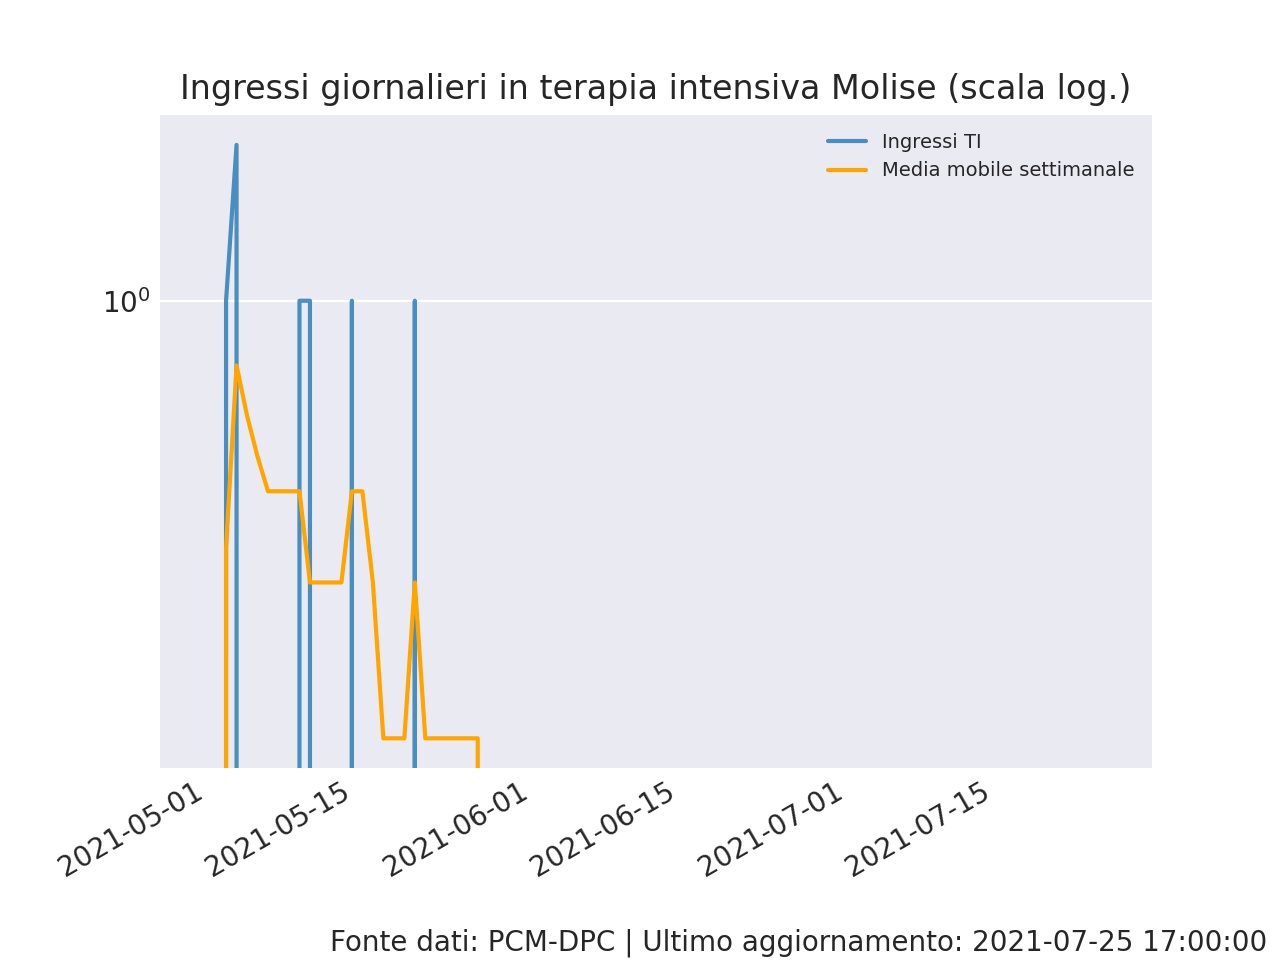 Ingressi giornalieri in terapia intensiva Molise (scala log.)
Ingressi TI
Media mobile settimanale
10⁰
2021-05-01
2021-05-15
2021-06-01
2021-06-15
2021-07-01
2021-07-15
Fonte dati: PCM-DPC | Ultimo aggiornamento: 2021-07-25 17:00:00